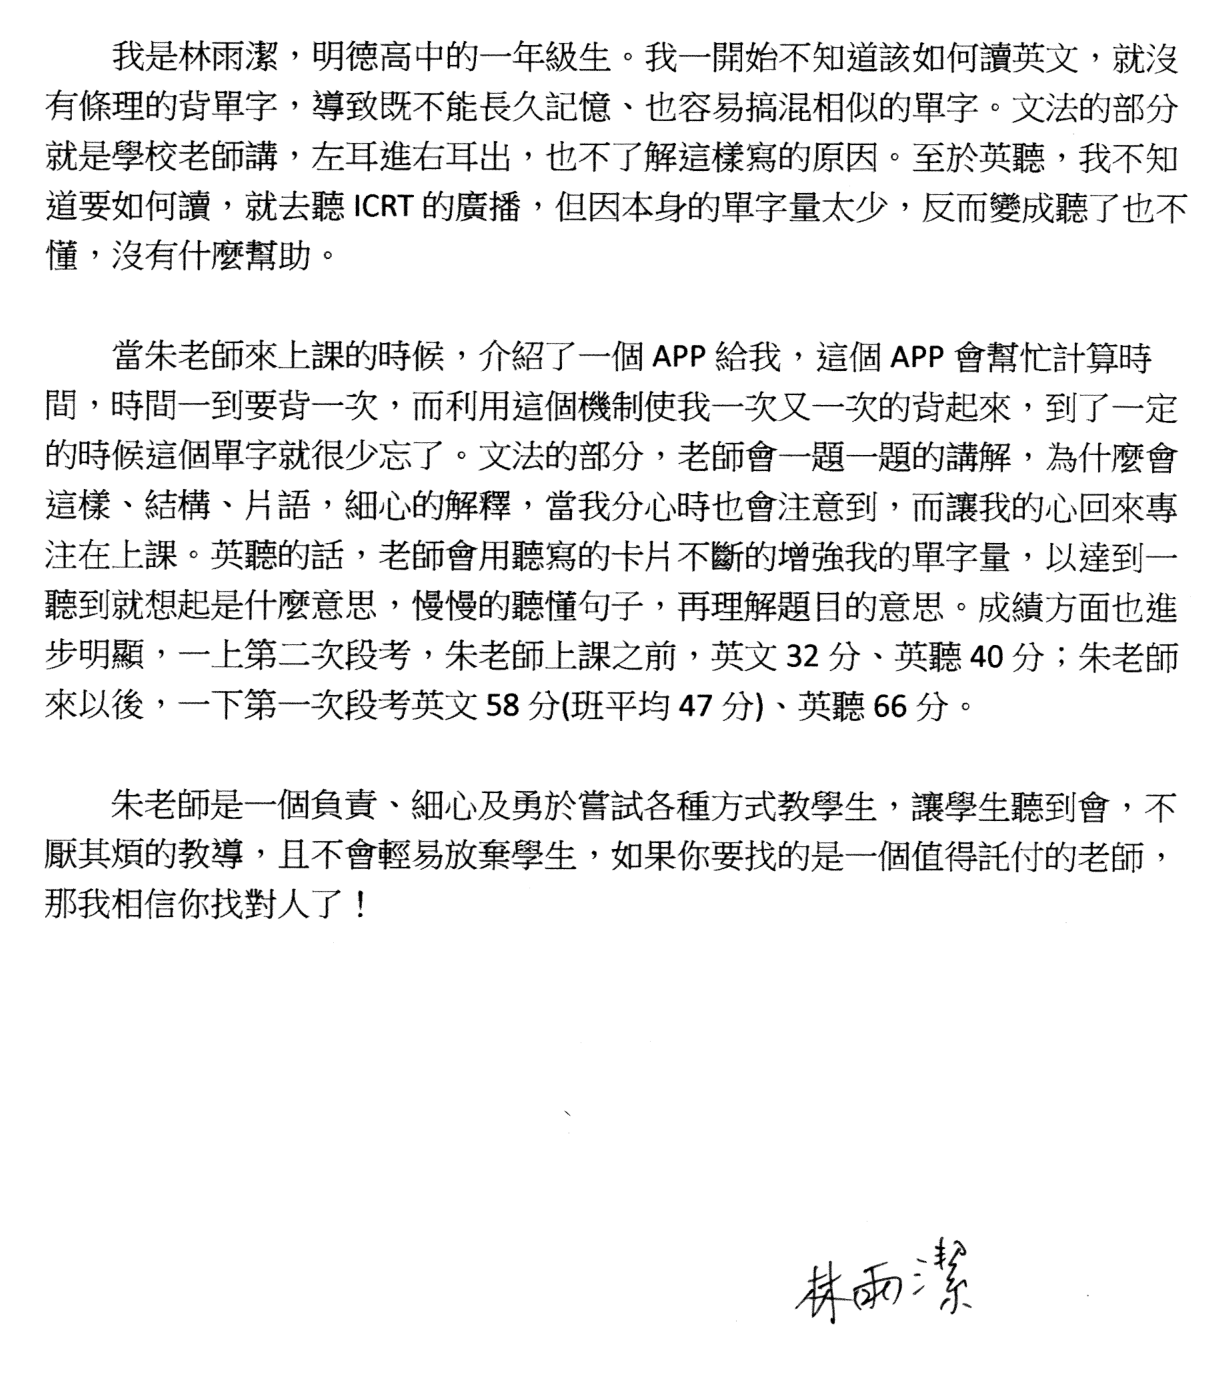 我是林雨潔，明德高中的一年級生。我一開始不知道該如何讀英文，就沒
有條理的背單字，導致既不能長久記憶、也容易搞混相似的單字。文法的部分
就是學校老師講，左耳進右耳出，也不了解這樣寫的原因。至於英聽，我不知
道要如何讀，就去聽 ICRT 的廣播，但因本身的單字量太少，反而變成聽了也不
懂，沒有什麼幫助。
當朱老師來上課的時候，介紹了一個 APP 給我，這個 APP 會幫忙計算時
間，時間一到要背一次，而利用這個機制使我一次又一次的背起來，到了一定
的時候這個單字就很少忘了。文法的部分，老師會一題一題的講解，為什麼會
這樣、結構、片語，細心的解釋，當我分心時也會注意到，而讓我的心回來專
注在上課。英聽的話，老師會用聽寫的卡片不斷的增強我的單字量，以達到一
聽到就想起是什麼意思，慢慢的聽懂句子，再理解題目的意思。成績方面也進
步明顯，一上第二次段考，朱老師上課之前，英文 32 分、英聽 40 分；朱老師
來以後，一下第一次段考英文 58 分(班平均 47 分)、英聽 66 分。
朱老師是一個負責、細心及勇於嘗試各種方式教學生，讓學生聽到會，不
厭其煩的教導，且不會輕易放棄學生，如果你要找的是一個值得託付的老師，
那我相信你找對人了！
林雨潔